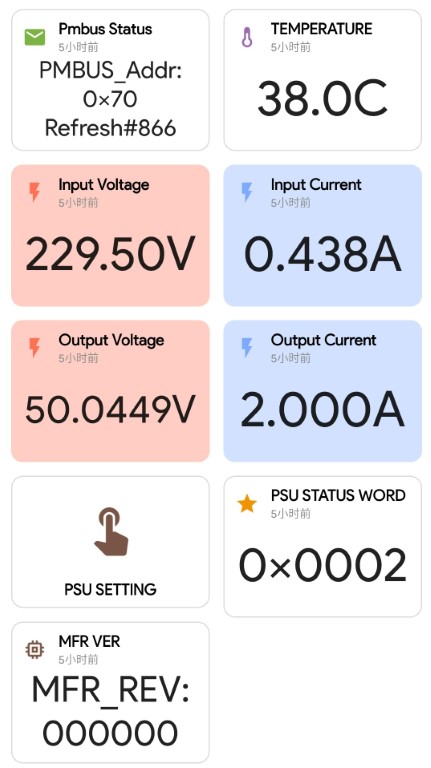 Pmbus Status
5小时前
PMBUS_Addr:
0×70
Refresh#866
TEMPERATURE
5小时前
38.0C
Input Voltage
5小时前
229.50V
Input Current
5小时前
0.438A
Output Voltage
5小时前
50.0449V
Output Current
5小时前
2.000A
PSU SETTING
PSU STATUS WORD
5小时前
0×0002
MFR VER
5小时前
MFR_REV:
000000